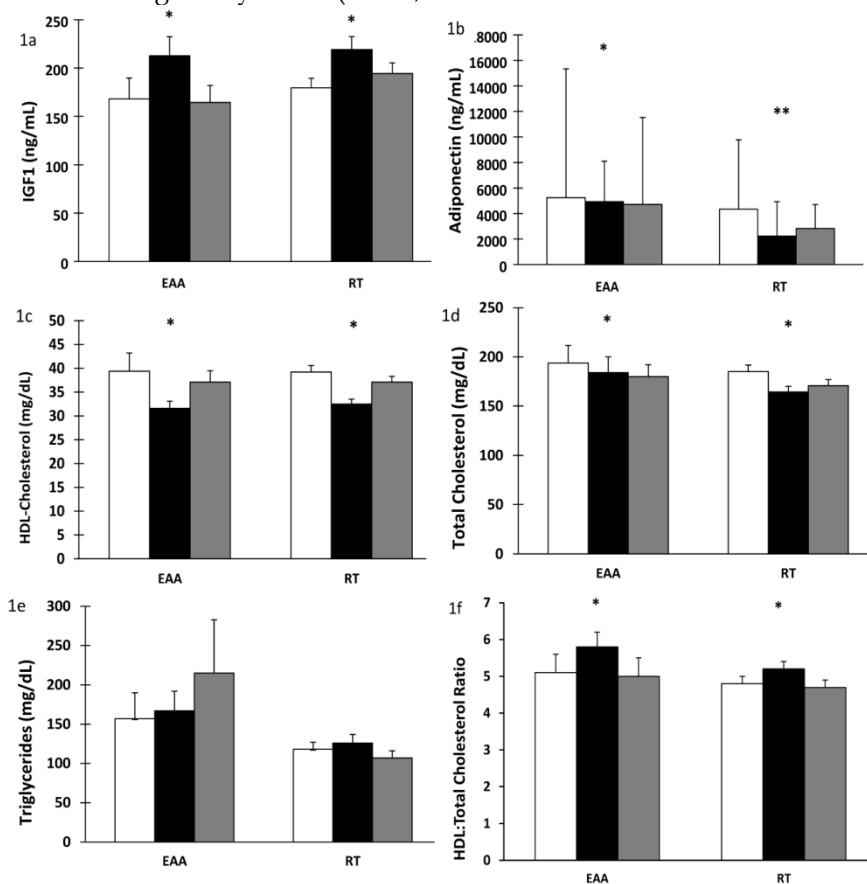 1a
IGF1 (ng/mL)
250
200
150
100
50
0
*
*
EAA
RT
1b
Adiponectin (ng/mL)
8000
16000
14000
12000
10000
8000
6000
4000
2000
0
*
**
EAA
RT
1c
HDL-Cholesterol (mg/dL)
50
45
40
35
30
25
20
15
10
5
0
*
*
EAA
RT
1d
Total Cholesterol (mg/dL)
250
200
150
100
50
0
*
*
EAA
RT
1e
Triglycerides (mg/dL)
300
250
200
150
100
50
0
EAA
RT
1f
HDL:Total Cholesterol Ratio
7
6
5
4
3
2
1
0
*
*
EAA
RT